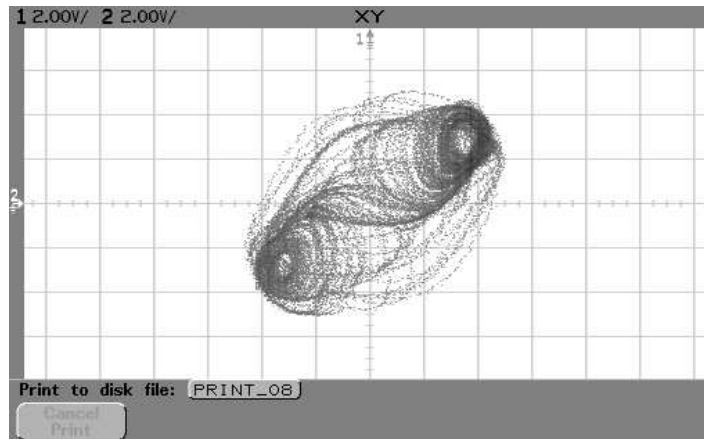 1 2.00V/ 2 2.00V/ XY
1
2
Print to disk file: PRINT_08
Cancel
Print